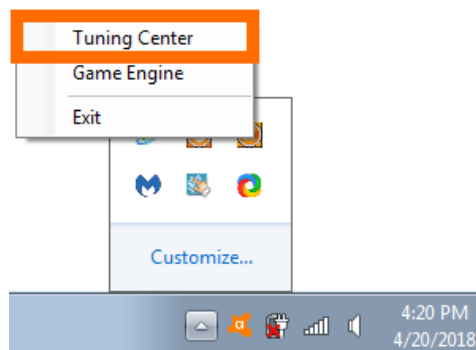 Tuning Center
Game Engine
Exit
Customize...
4:20 PM
4/20/2018